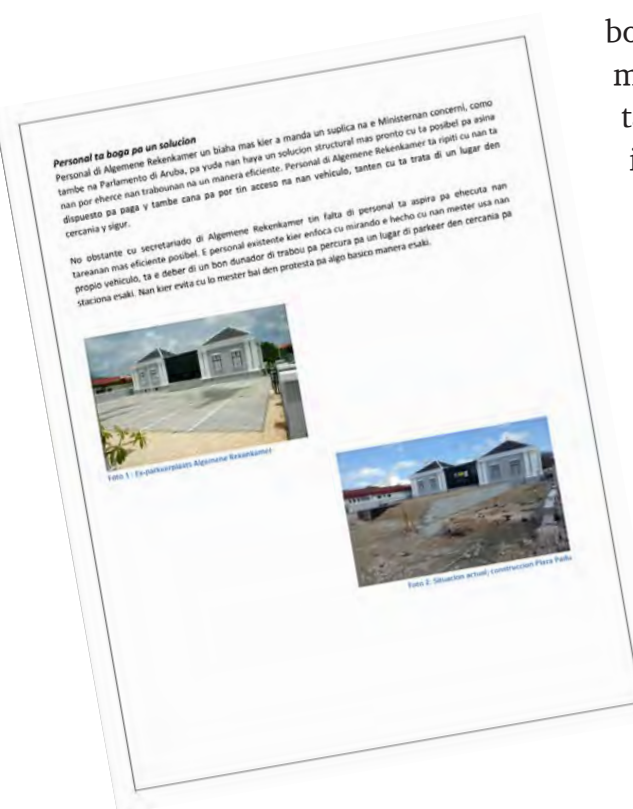 Personal ta boga pa un solucion
Personal di Algemene Rekenkamer un biaha mas kier a manda un suplica na e Ministernan concerni, como
tambe na Parlamento di Aruba, pa yuda nan haya un solucion structural mas pronto cu ta posibel pa asina
nan por eherce nan trabounan na un manera eficiente. Personal di Algemene Rekenkamer ta ripiti cu nan ta
dispuesto pa paga y tambe cana pa por tin acceso na nan vehiculo, tanten cu ta trata di un lugar den
cercania y sigur.
No obstante cu secretariado di Algemene Rekenkamer tin falta di personal ta aspira pa ehecuta nan
tareanan mas eficiente posibel. E personal existente kier enfoca cu mirando e hecho cu nan mester usa nan
propio vehiculo, ta e deber di un bon dunador di trabou pa percura pa un lugar di parkeer den cercania pa
staciona esaki. Nan kier evita cu lo mester bai den protesta pa algo basico manera esaki.
Foto 1 : Ex-parkeerplaats Algemene Rekenkamer
Foto 2: Situacion actual; construccion Plaza Padu
bo
m
ta
i